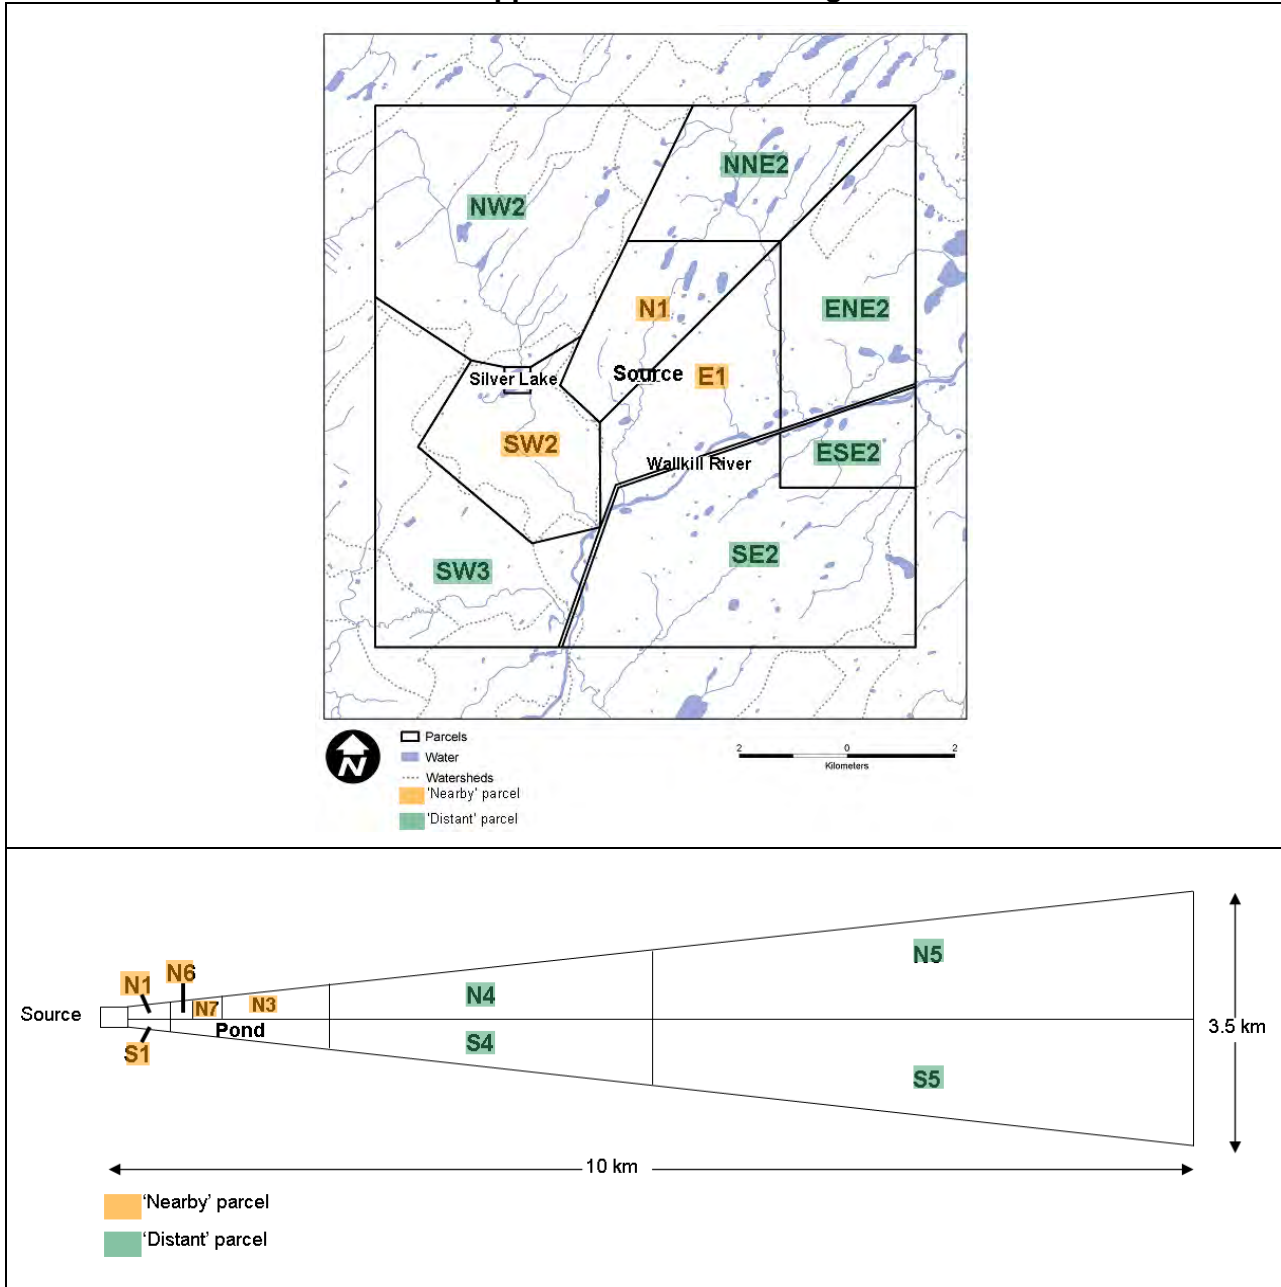 NNE2
NW2
N1
ENE2
Silver Lake
Source
E1
SW2
Wallkill River
ESE2
SW3
SE2
N
Parcels
Water
Watersheds
'Nearby' parcel
'Distant' parcel
2 0 2
Kilometers
N5
N6
N1
N7
N3
N4
Source
Pond
3.5 km
S1
S4
S5
10 km
'Nearby' parcel
'Distant' parcel